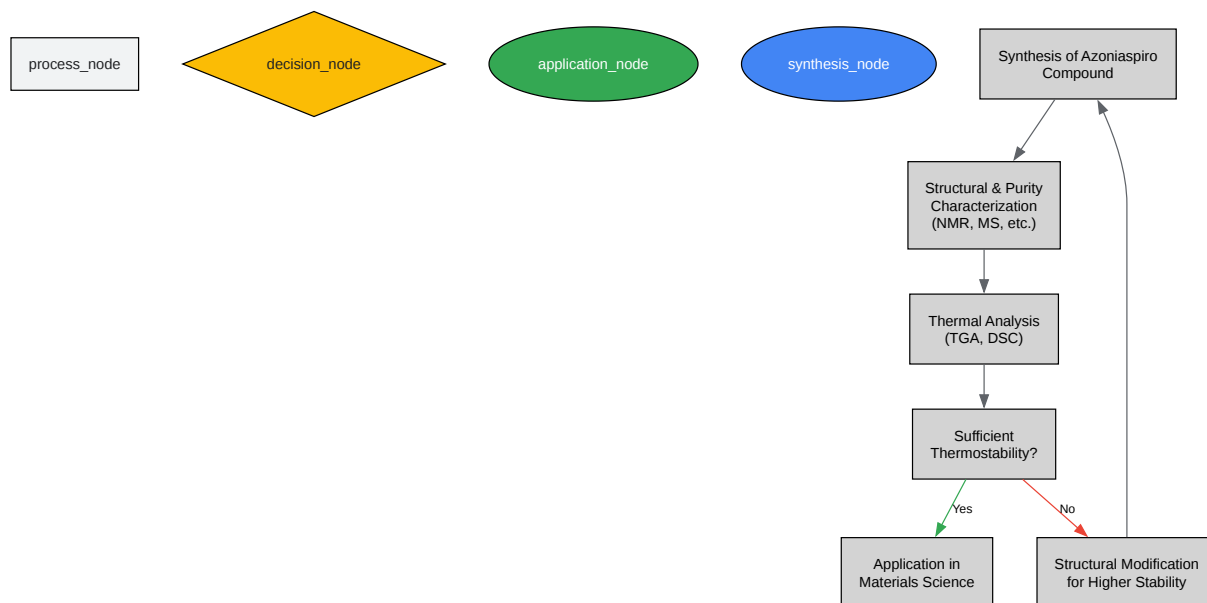 process_node
decision_node
application_node
synthesis_node
Synthesis of Azoniaspiro
Compound
Structural & Purity
Characterization
(NMR, MS, etc.)
Thermal Analysis
(TGA, DSC)
Sufficient
Thermostability?
Yes
No
Application in
Materials Science
Structural Modification
for Higher Stability